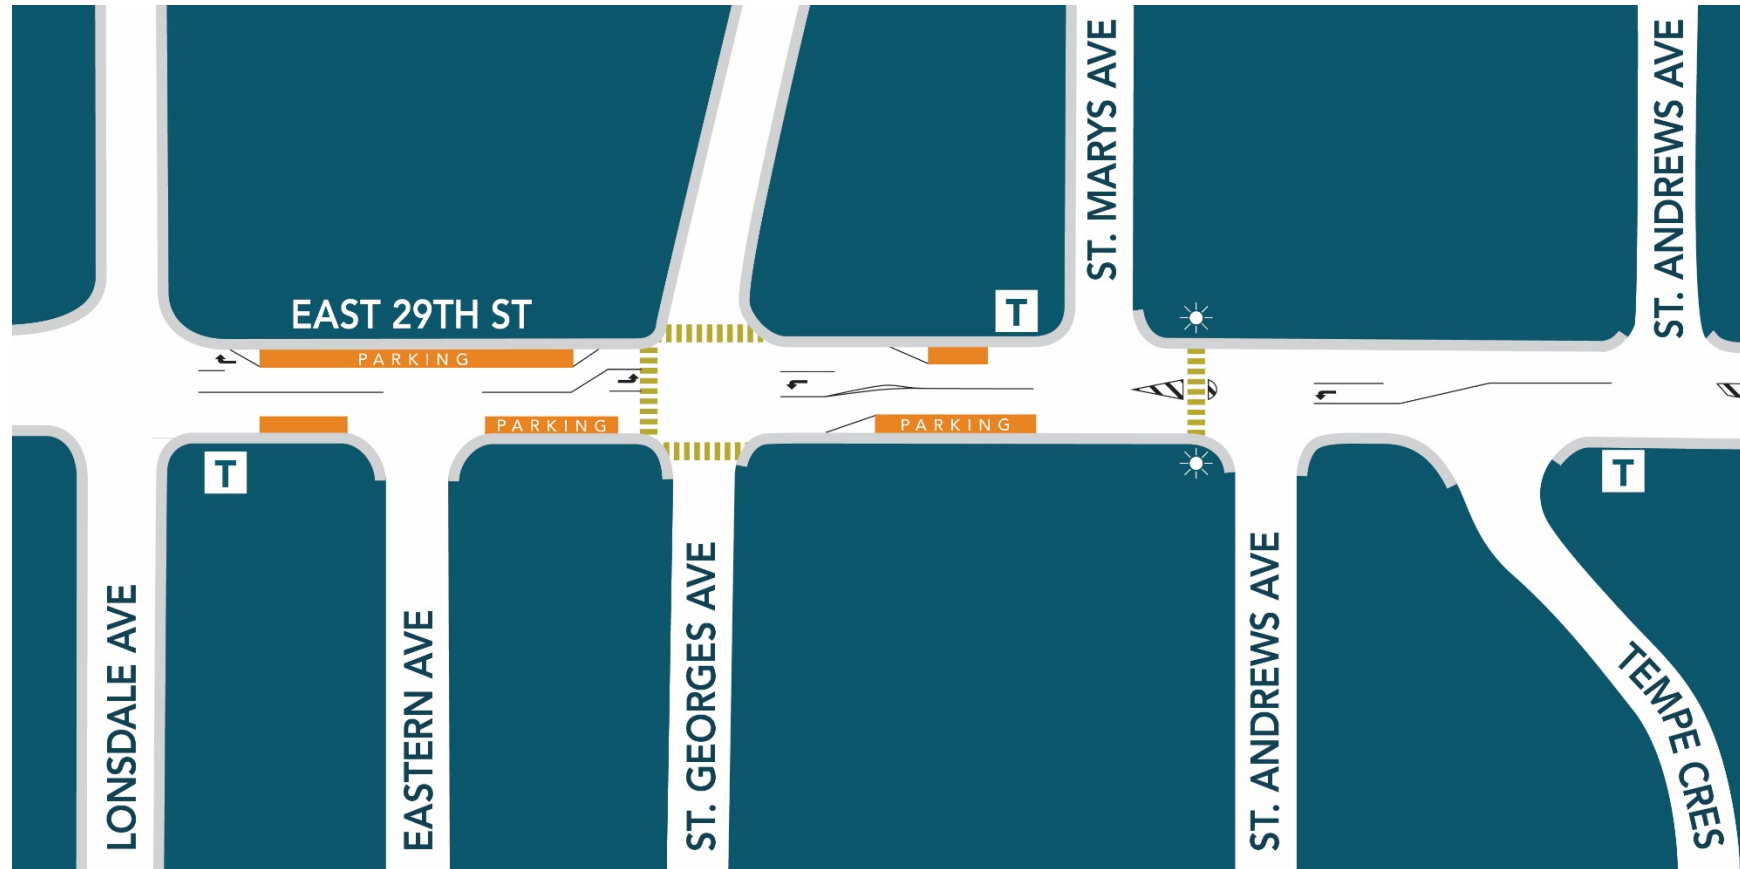 ST. MARYS AVE
ST. ANDREWS AVE
EAST 29TH ST
T
PARKING
PARKING
PARKING
T
T
LONSDALE AVE
EASTERN AVE
ST. GEORGES AVE
ST. ANDREWS AVE
TEMPE CRES